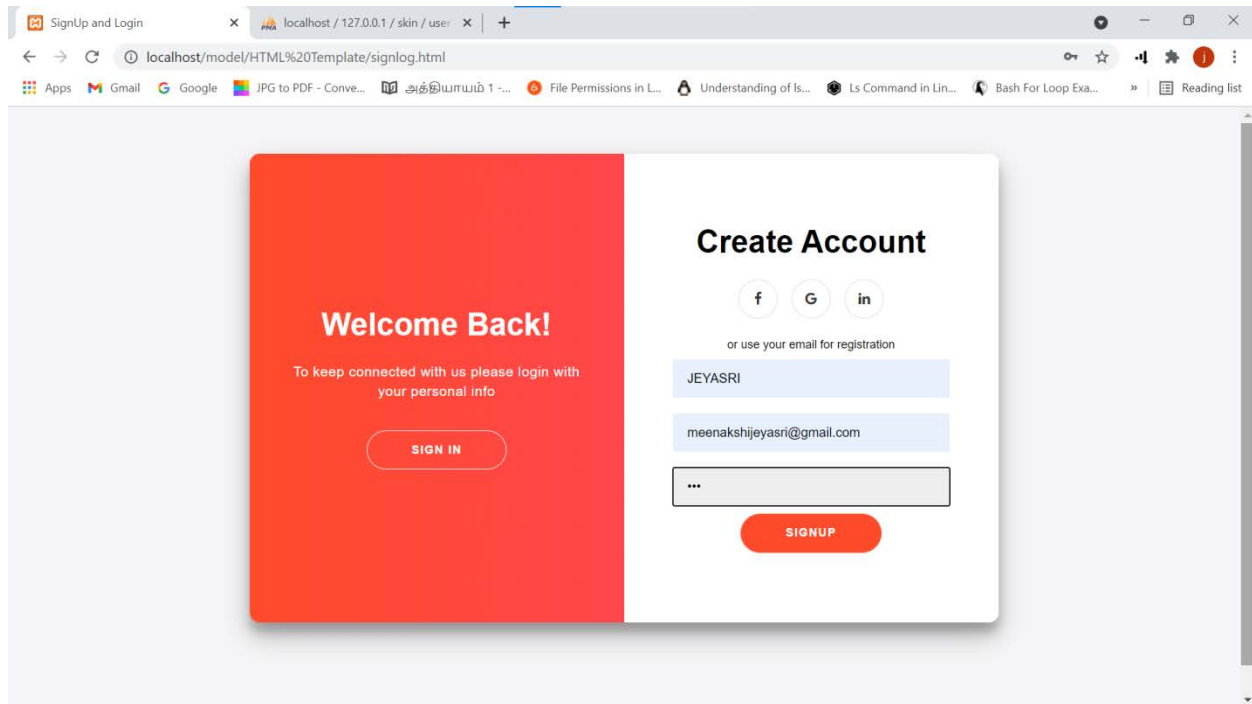 SignUp and Login
localhost / 127.0.0.1 / skin / user
localhost/model/HTML%20Template/signlog.html
j
Apps
Gmail
Google
JPG to PDF - Conve...
அத்தியாயம் 1 -...
File Permissions in L...
Understanding of ls...
Ls Command in Lin...
Bash For Loop Exa...
»
Reading list
Welcome Back!
To keep connected with us please login with
your personal info
SIGN IN
Create Account
f G in
or use your email for registration
JEYASRI
meenakshijeyasri@gmail.com
•••
SIGNUP